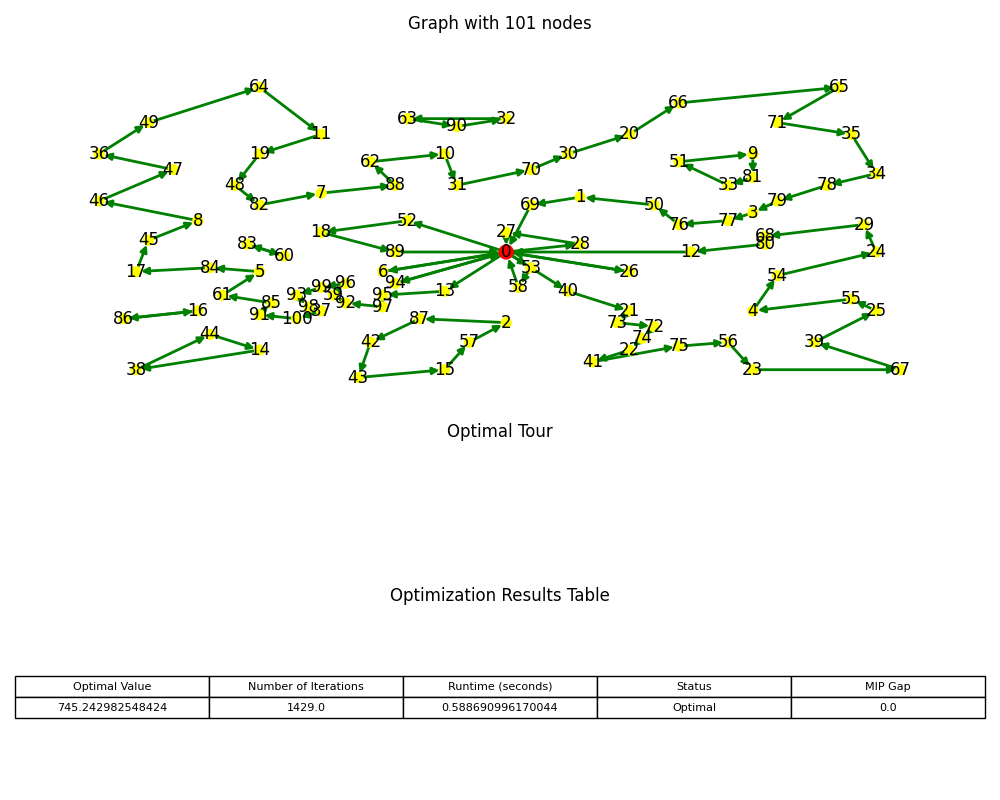 Graph with 101 nodes
64 65
66
63 90 32
49 11 20 71 35
36 19 62 10 30 51 9
47 70 34
48 88 31 33 81 78
46 82 7 69 1 50 79
8 18 52 76 77 3 29
45 83 27 28 68
60 89 0 12 80 24
17 84 5 6 53 26 54
94 58
61 93 99 96 95 13 40 55
85 98 59 92 97 21 4 25
86 16 91 100 37 87 2 73 72
44 42 57 74 56 39
38 14 43 15 41 22 75 23 67
Optimal Tour
Optimization Results Table
Optimal Value Number of Iterations Runtime (seconds) Status MIP Gap
745.242982548424 1429.0 0.588690996170044 Optimal 0.0